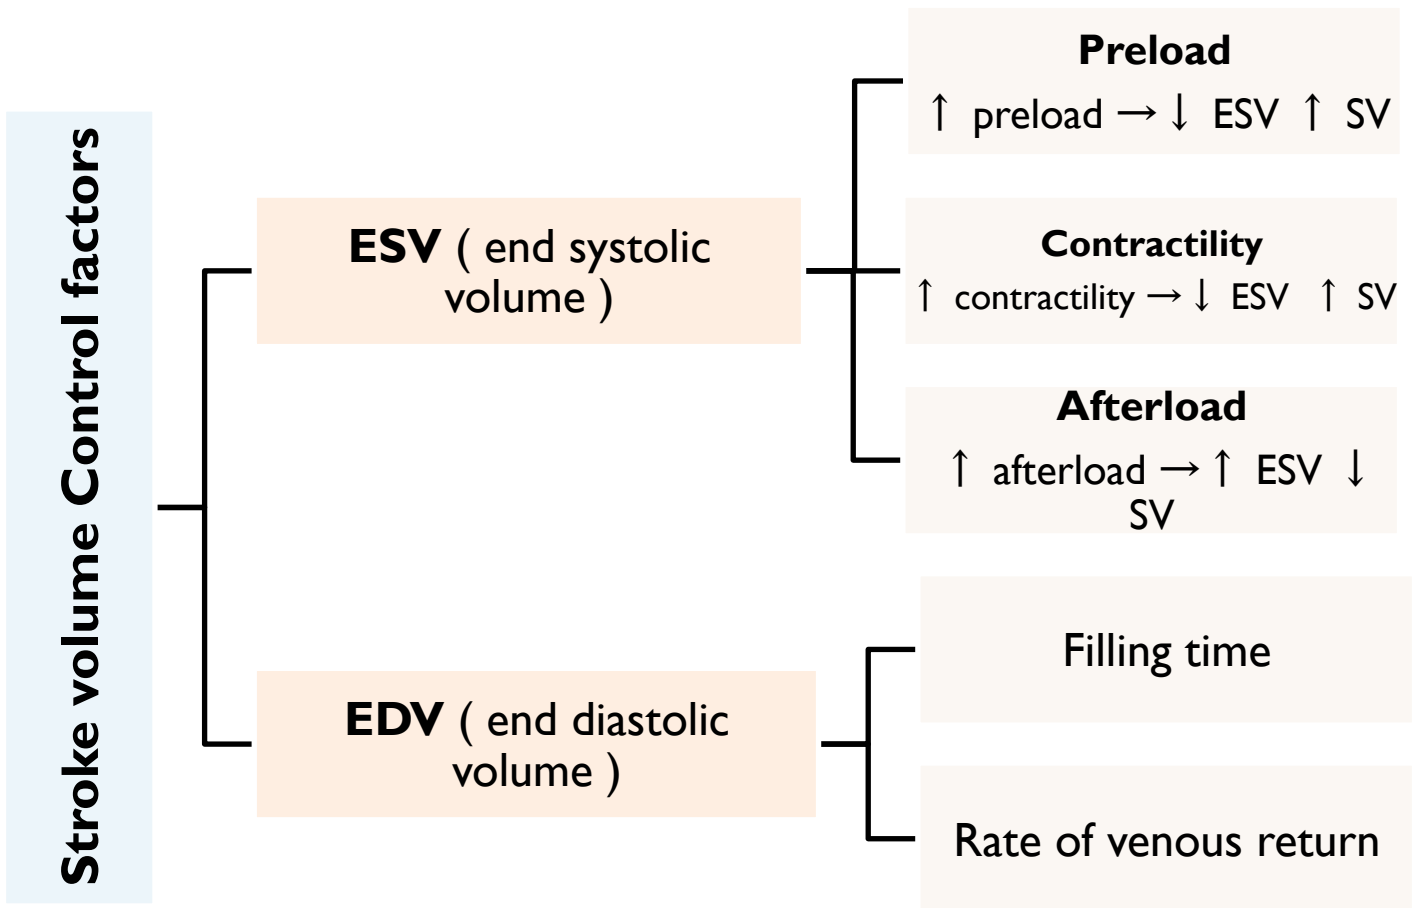 Stroke volume Control factors
ESV ( end systolic
volume )
Preload
↑ preload → ↓ ESV ↑ SV
Contractility
↑ contractility → ↓ ESV ↑ SV
Afterload
↑ afterload → ↑ ESV ↓
SV
EDV ( end diastolic
volume )
Filling time
Rate of venous return